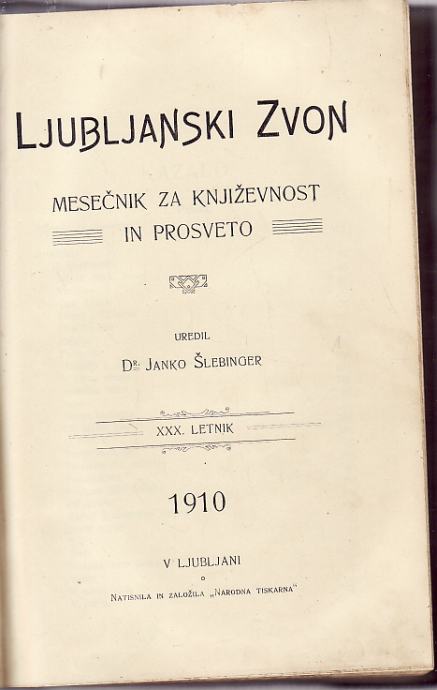 LJUBLJANSKI ZVON
MESEČNIK ZA KNJIŽEVNOST
IN PROSVETO
UREDIL
DR. JANKO ŠLEBINGER
XXX. LETNIK
1910
V LJUBLJANI
NATISNILA IN ZALOŽILA „NARODNA TISKARNA“